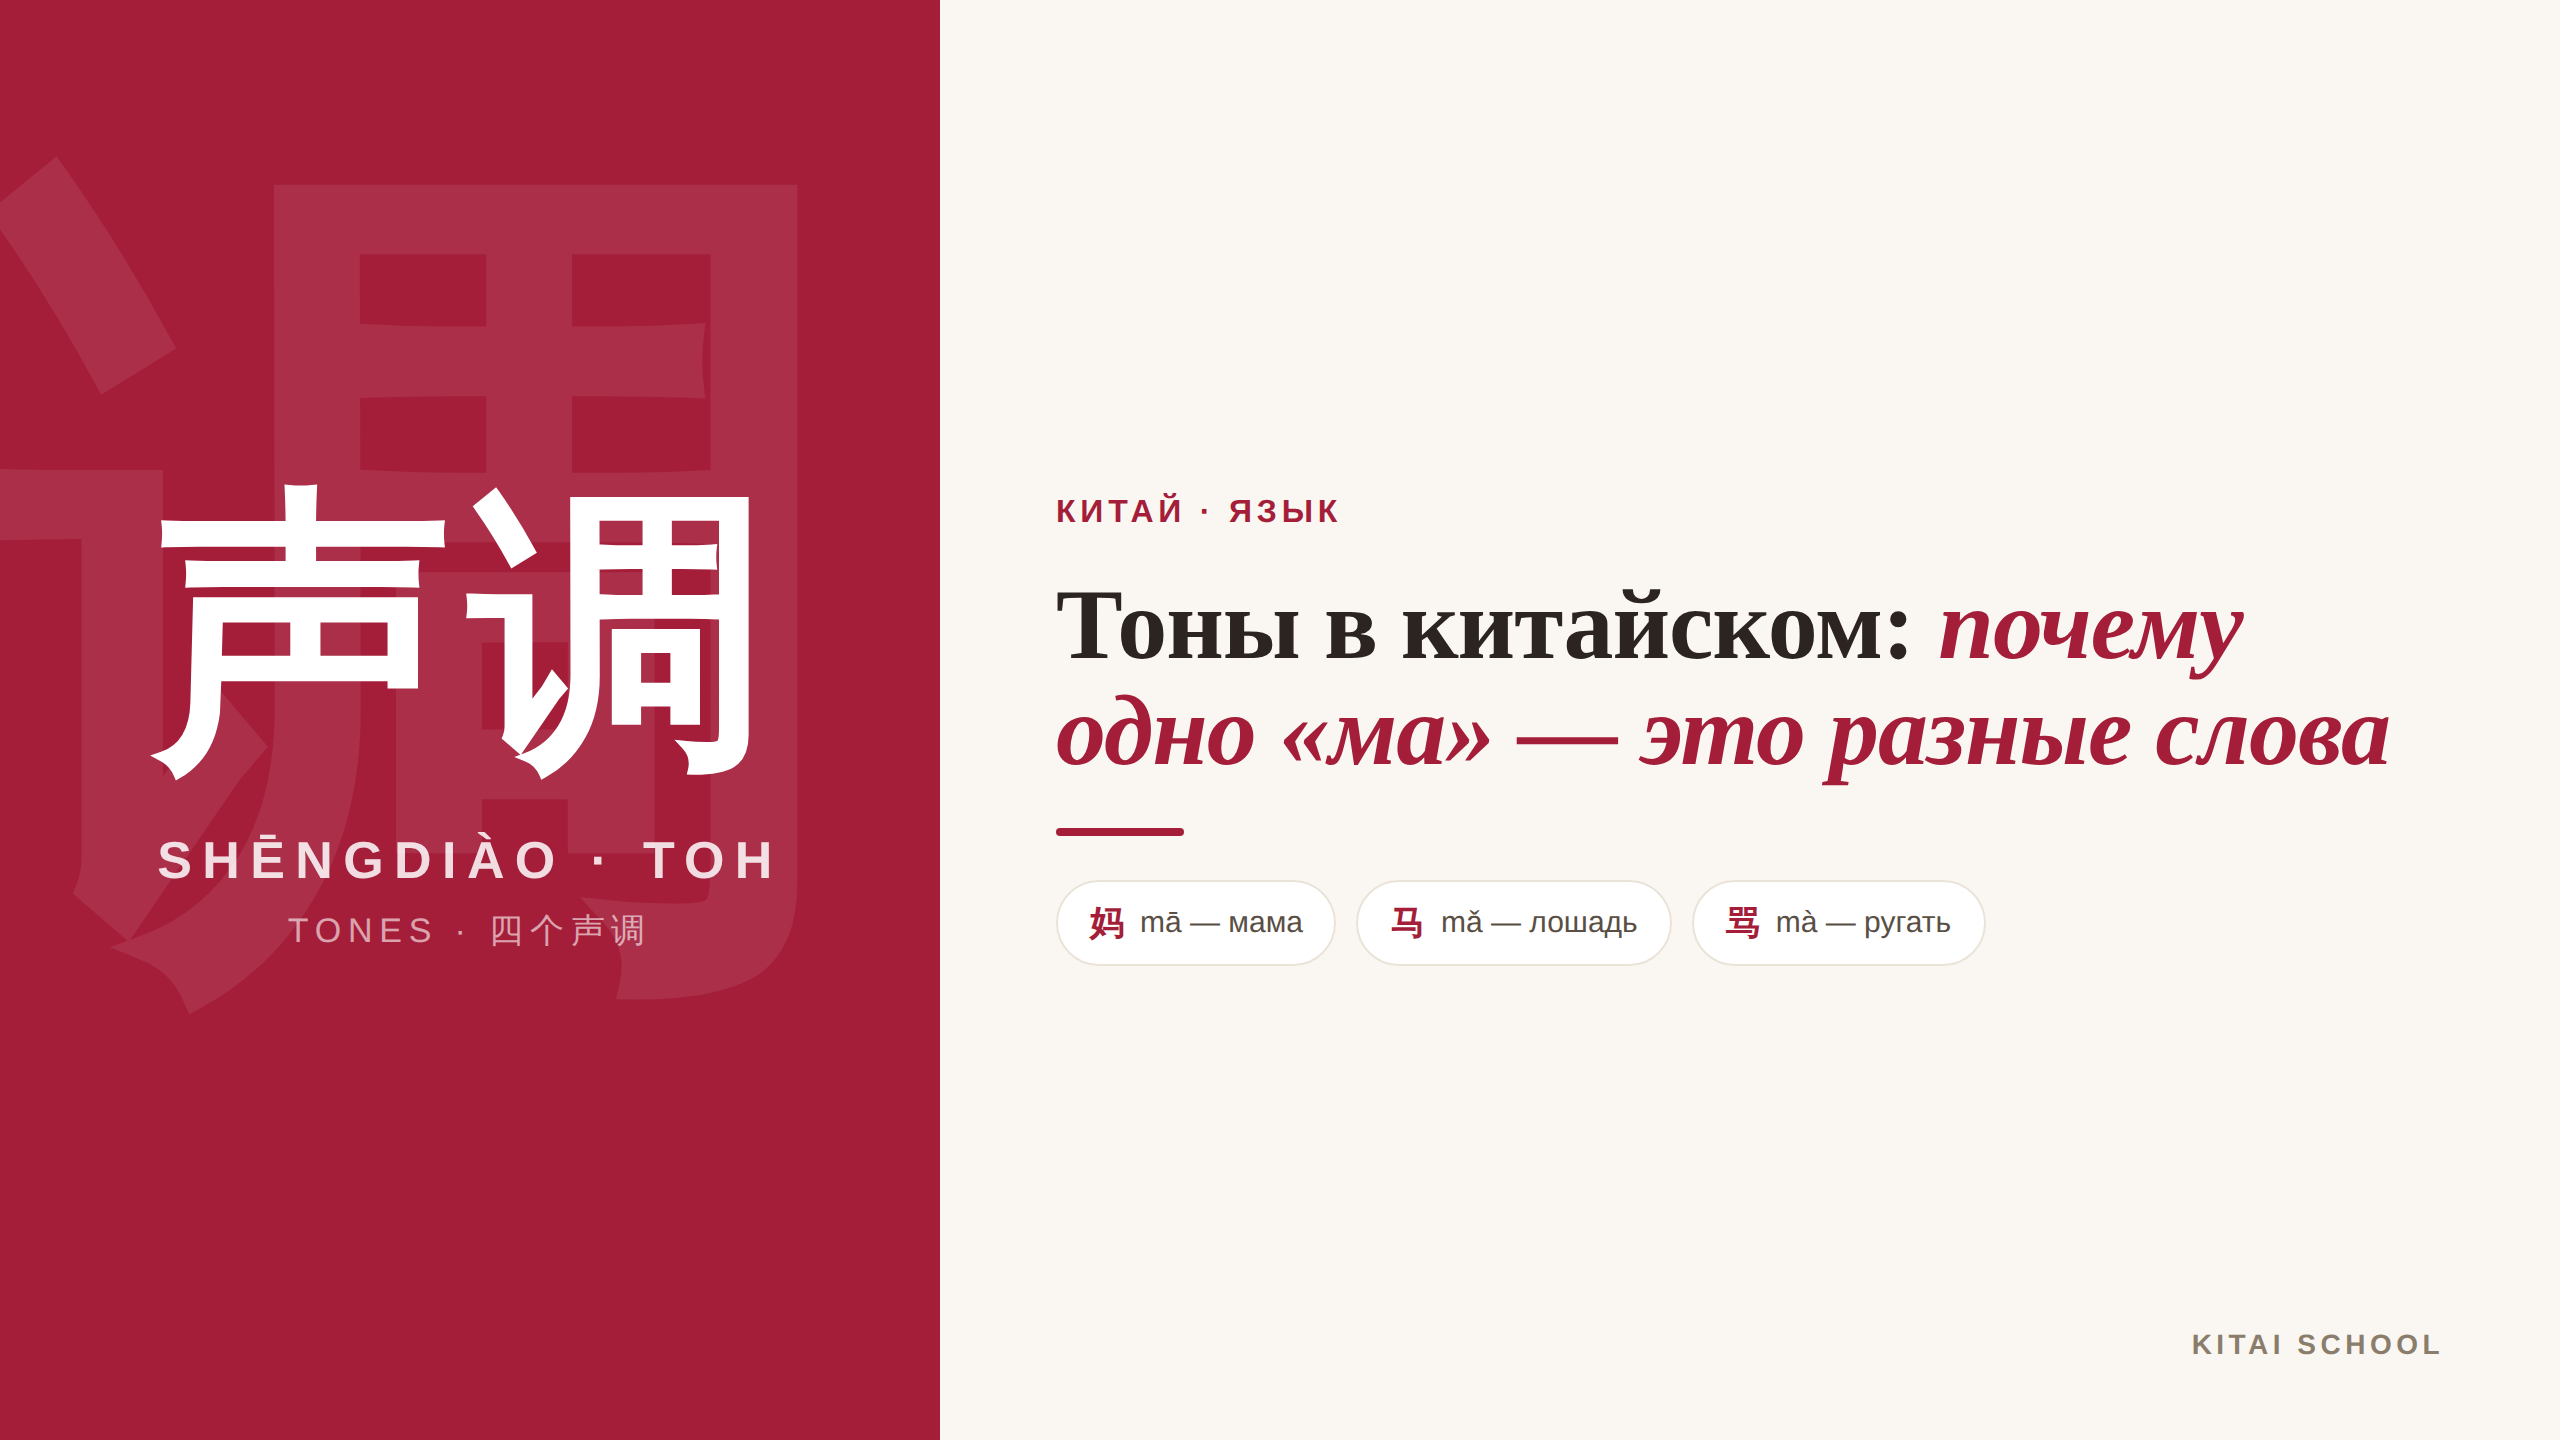 声调
SHĒNGDIÀO · ТОН
TONES · 四个声调
КИТАЙ · ЯЗЫК
Тоны в китайском: почему
одно «ма» — это разные слова
妈 mā — мама
马 mǎ — лошадь
骂 mà — ругать
KITAI SCHOOL